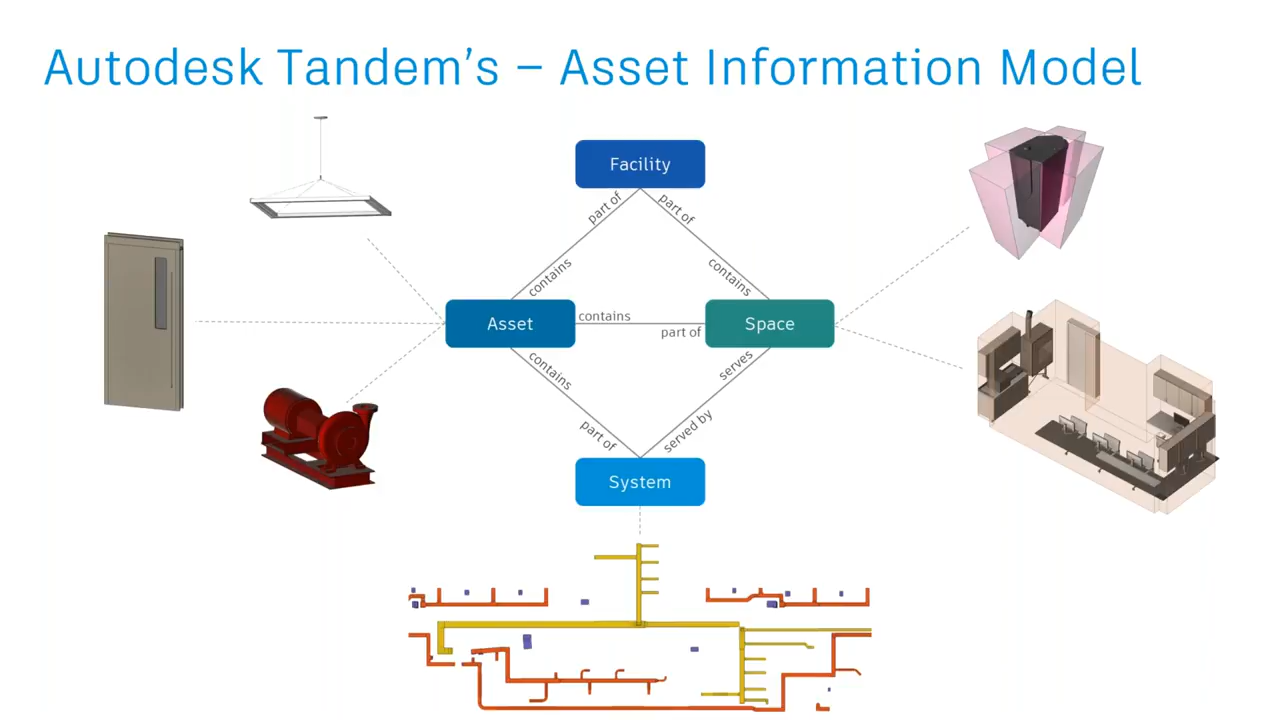 Autodesk Tandem's – Asset Information Model
Facility
part of
part of
contains
contains
Asset
contains
part of
Space
contains
serves
part of
served by
System